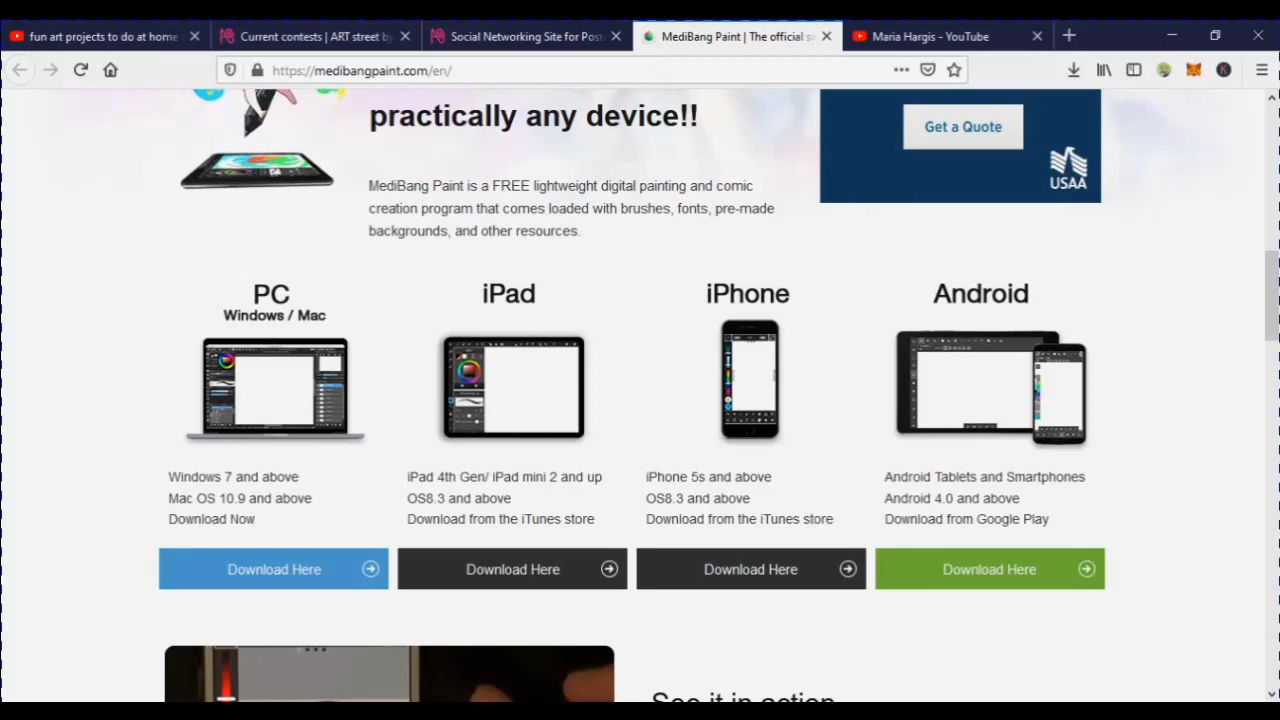 fun art projects to do at home
Current contests | ART street by
Social Networking Site for Post
MediBang Paint | The official
Maria Hargis - YouTube
https://medibangpaint.com/en/
practically any device!!
Get a Quote
USAA
MediBang Paint is a FREE lightweight digital painting and comic
creation program that comes loaded with brushes, fonts, pre-made
backgrounds, and other resources.
PC
Windows / Mac
iPad
iPhone
Android
Windows 7 and above
Mac OS 10.9 and above
Download Now
iPad 4th Gen/ iPad mini 2 and up
OS8.3 and above
Download from the iTunes store
iPhone 5s and above
OS8.3 and above
Download from the iTunes store
Android Tablets and Smartphones
Android 4.0 and above
Download from Google Play
Download Here
Download Here
Download Here
Download Here
See it in action